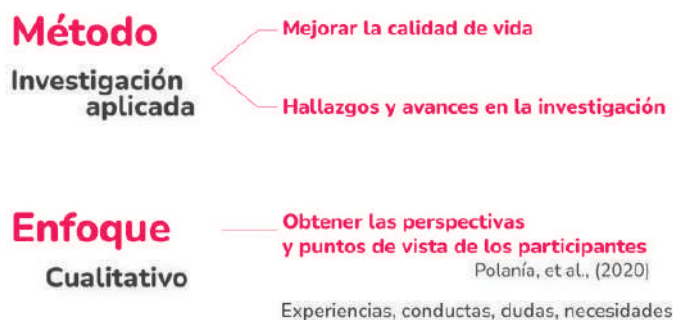 Método
Investigación
aplicada
Mejorar la calidad de vida
Hallazgos y avances en la investigación
Enfoque
Cualitativo
Obtener las perspectivas
y puntos de vista de los participantes
Polanía, et al., (2020)
Experiencias, conductas, dudas, necesidades